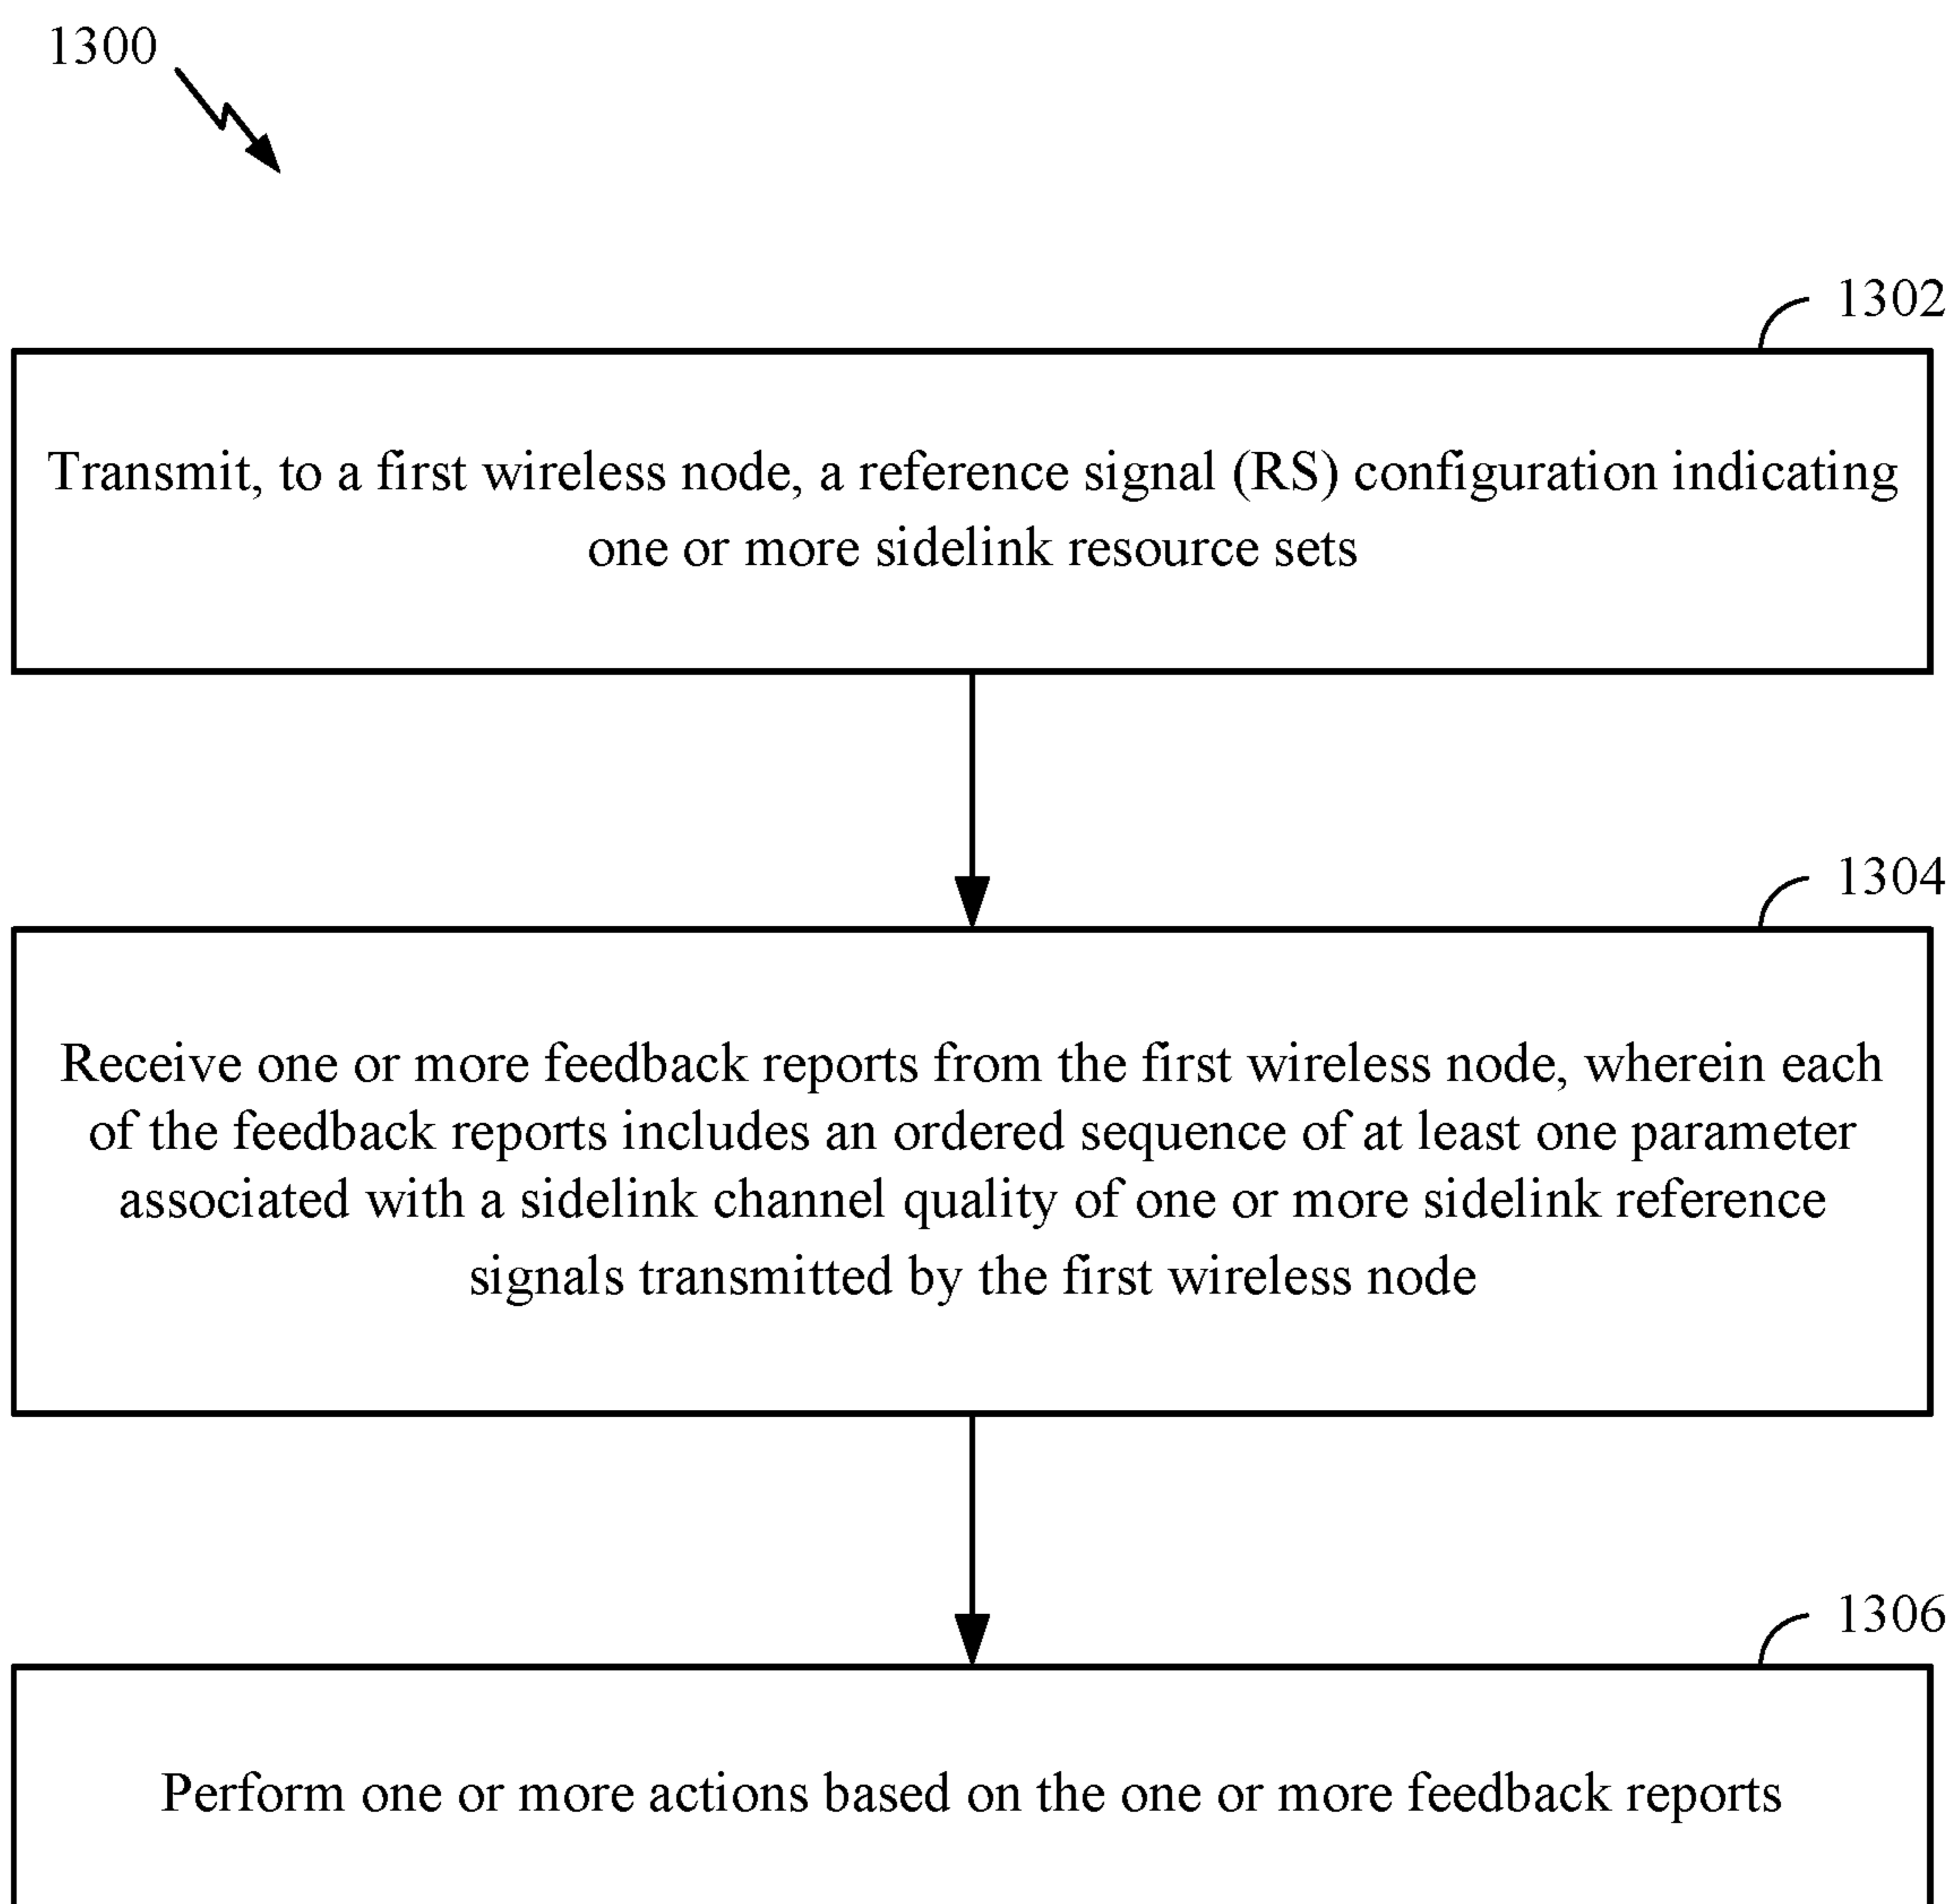 1300
1302
Transmit, to a first wireless node, a reference signal (RS) configuration indicating
one or more sidelink resource sets
1304
Receive one or more feedback reports from the first wireless node, wherein each
of the feedback reports includes an ordered sequence of at least one parameter
associated with a sidelink channel quality of one or more sidelink reference
signals transmitted by the first wireless node
1306
Perform one or more actions based on the one or more feedback reports